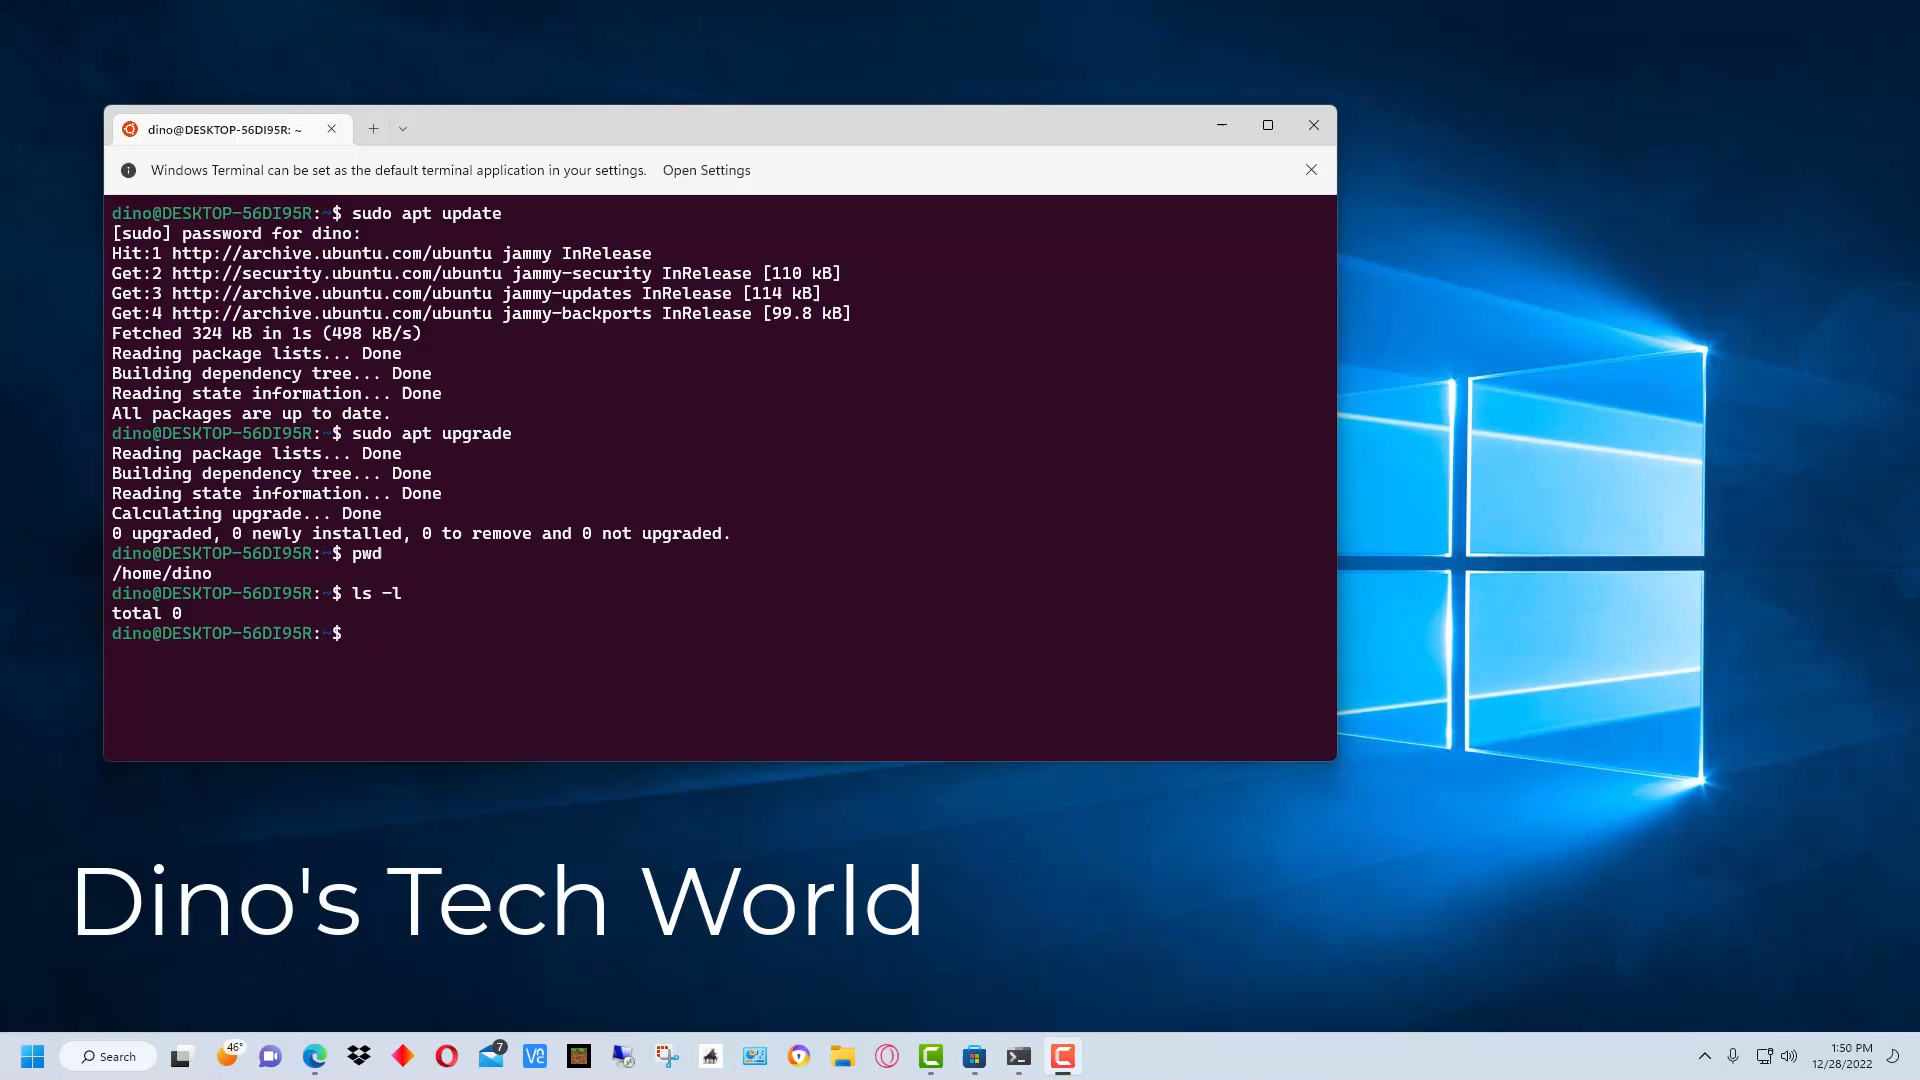 dino@DESKTOP-56DI95R: ~
Windows Terminal can be set as the default terminal application in your settings. Open Settings
dino@DESKTOP-56DI95R:~$ sudo apt update
[sudo] password for dino:
Hit:1 http://archive.ubuntu.com/ubuntu jammy InRelease
Get:2 http://security.ubuntu.com/ubuntu jammy-security InRelease [110 kB]
Get:3 http://archive.ubuntu.com/ubuntu jammy-updates InRelease [114 kB]
Get:4 http://archive.ubuntu.com/ubuntu jammy-backports InRelease [99.8 kB]
Fetched 324 kB in 1s (498 kB/s)
Reading package lists... Done
Building dependency tree... Done
Reading state information... Done
All packages are up to date.
dino@DESKTOP-56DI95R:~$ sudo apt upgrade
Reading package lists... Done
Building dependency tree... Done
Reading state information... Done
Calculating upgrade... Done
0 upgraded, 0 newly installed, 0 to remove and 0 not upgraded.
dino@DESKTOP-56DI95R:~$ pwd
/home/dino
dino@DESKTOP-56DI95R:~$ ls -l
total 0
dino@DESKTOP-56DI95R:~$
Dino's Tech World
Search 46° 7 1:50 PM
12/28/2022